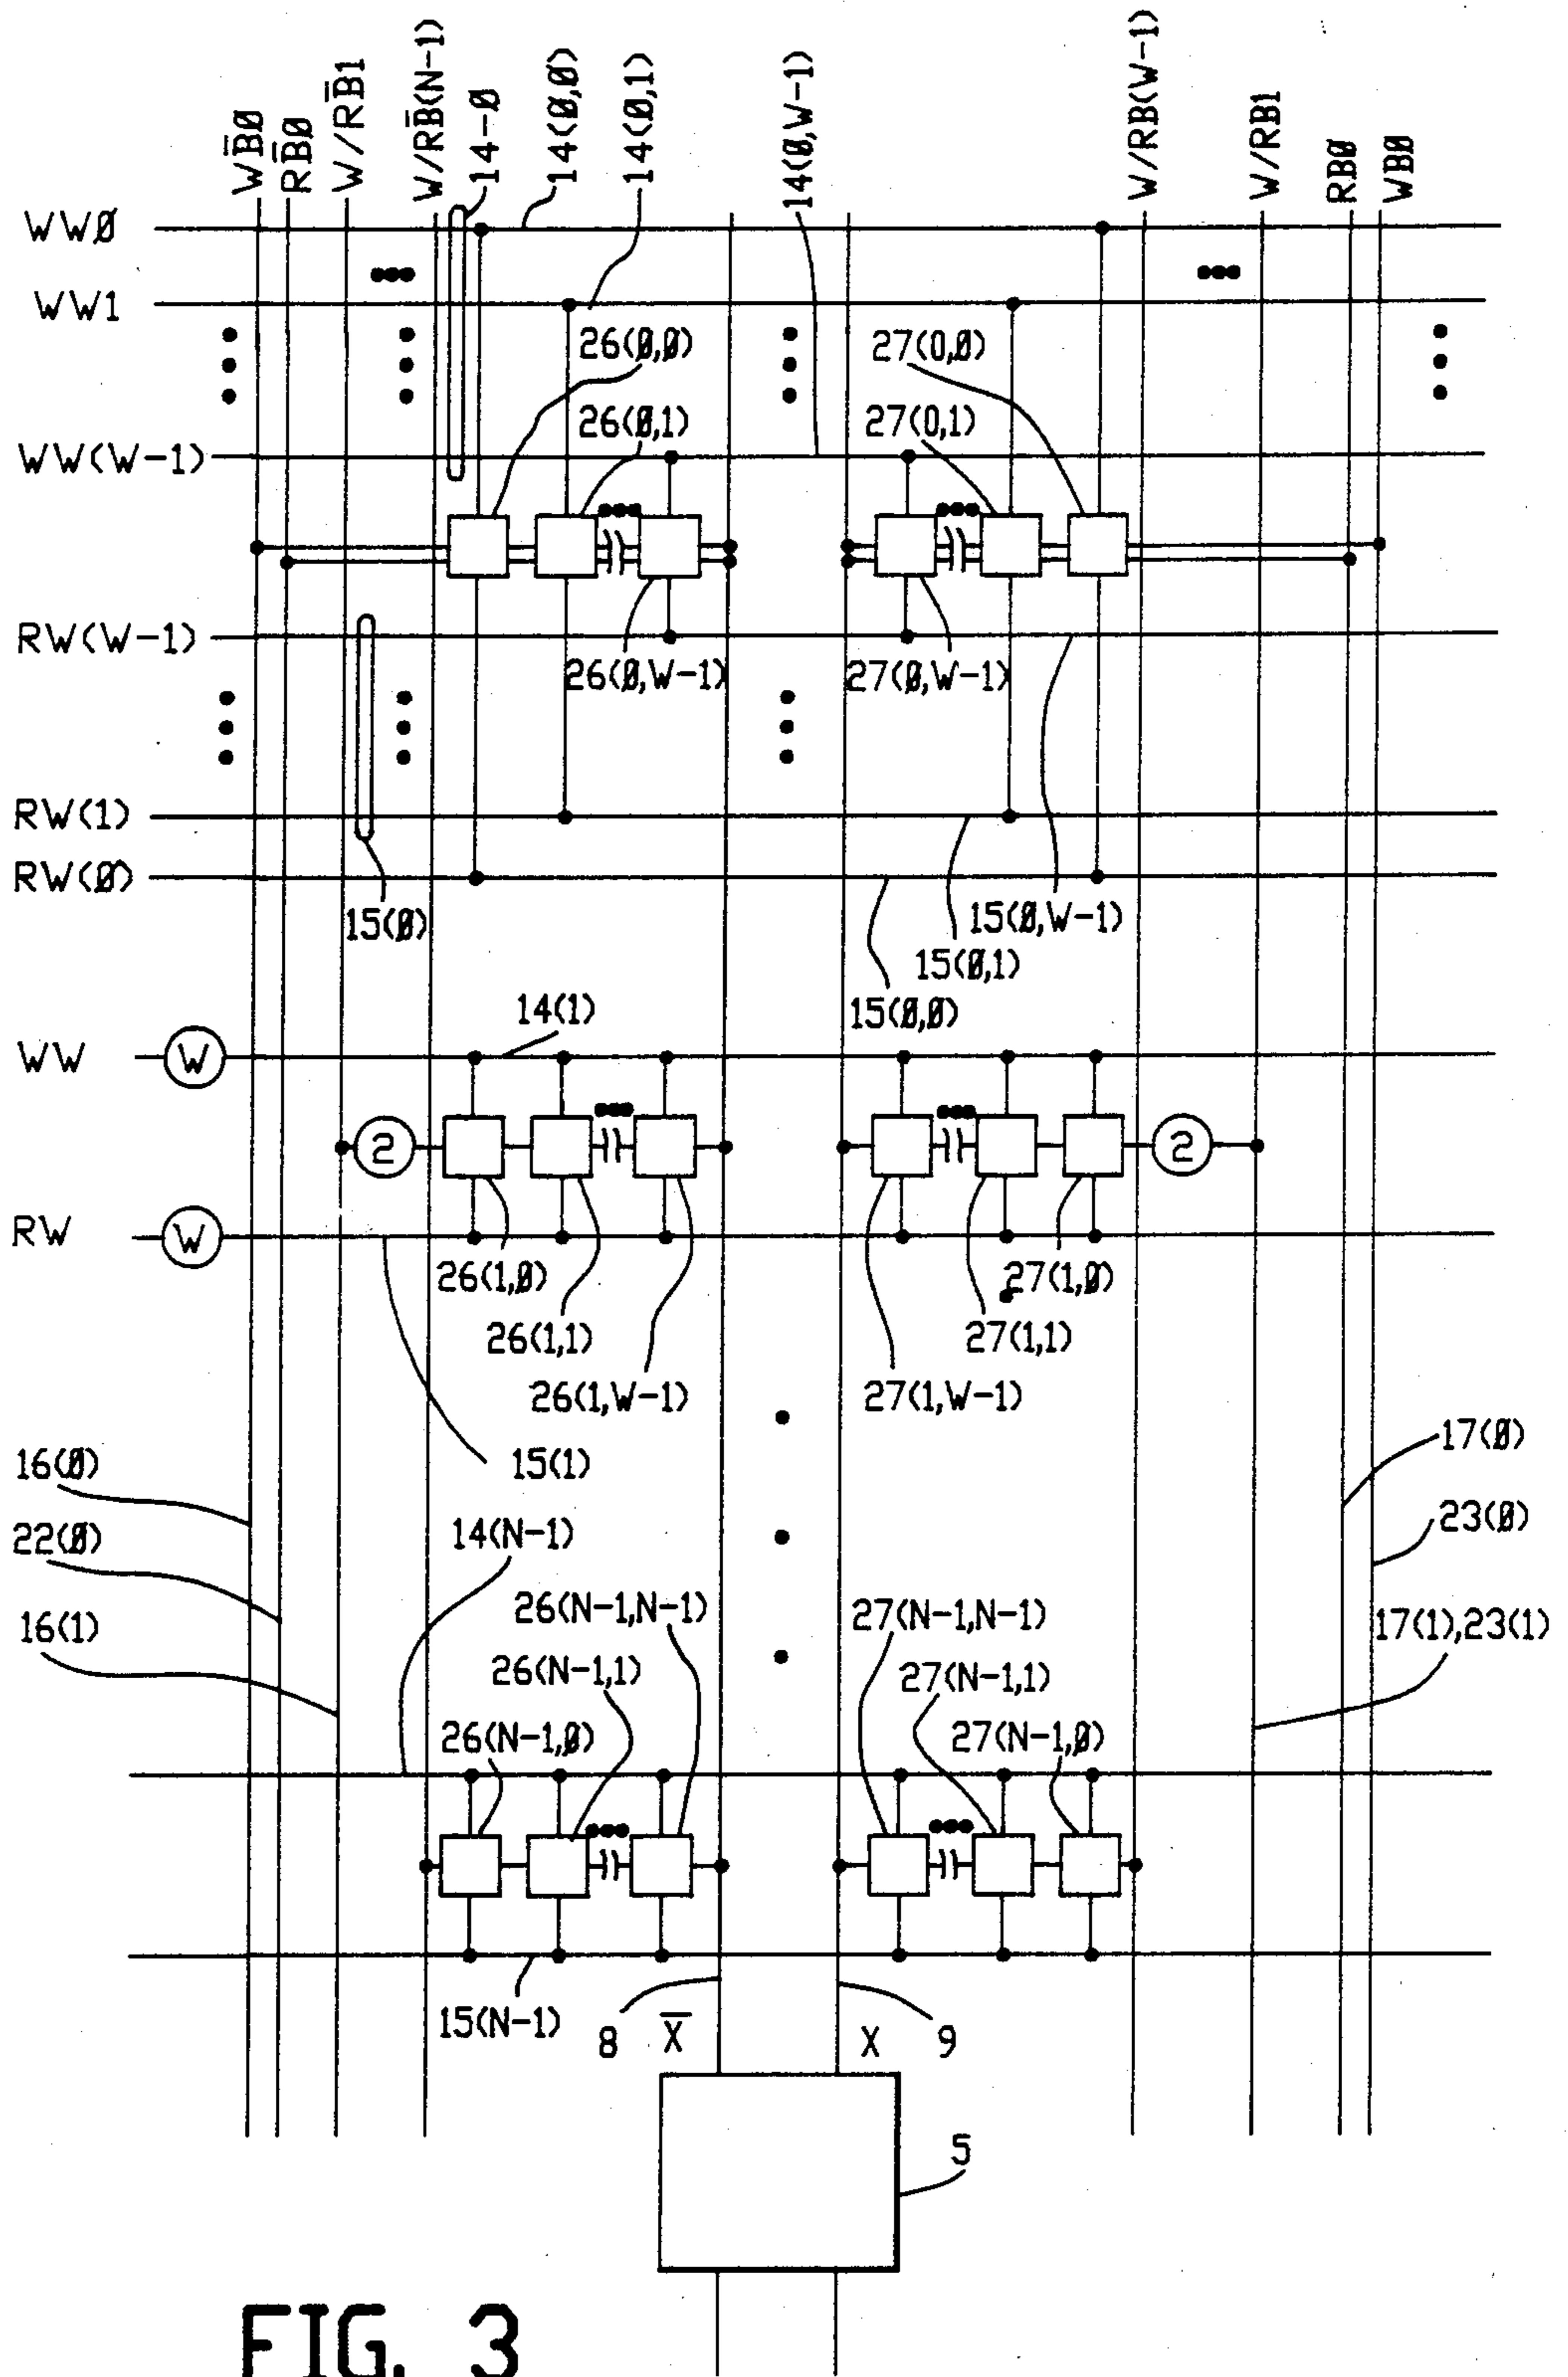 W̅B̅0
R̅B̅0
W/R̅B̅1
W/R̅B̅(N-1)
14-Ø
14(Ø,Ø)
14(Ø,1)
14(Ø,W-1)
W/RB(W-1)
W/RB1
RBØ
WBØ
WWØ
WW1
26(Ø,Ø)
27(0,Ø)
26(Ø,1)
27(0,1)
WW(W-1)
RW(W-1)
26(Ø,W-1)
27(Ø,W-1)
RW(1)
RW(Ø)
15(Ø)
15(Ø,W-1)
15(Ø,1)
15(Ø,Ø)
14(1)
WW W
2
2
RW W
26(1,Ø)
27(1,Ø)
26(1,1)
27(1,1)
26(1,W-1)
27(1,W-1)
15(1)
17(Ø)
16(Ø)
23(Ø)
22(Ø)
14(N-1)
26(N-1,N-1)
27(N-1,N-1)
16(1)
17(1),23(1)
26(N-1,1)
27(N-1,1)
26(N-1,Ø)
27(N-1,Ø)
15(N-1)
8
X̅
X
9
5
FIG. 3